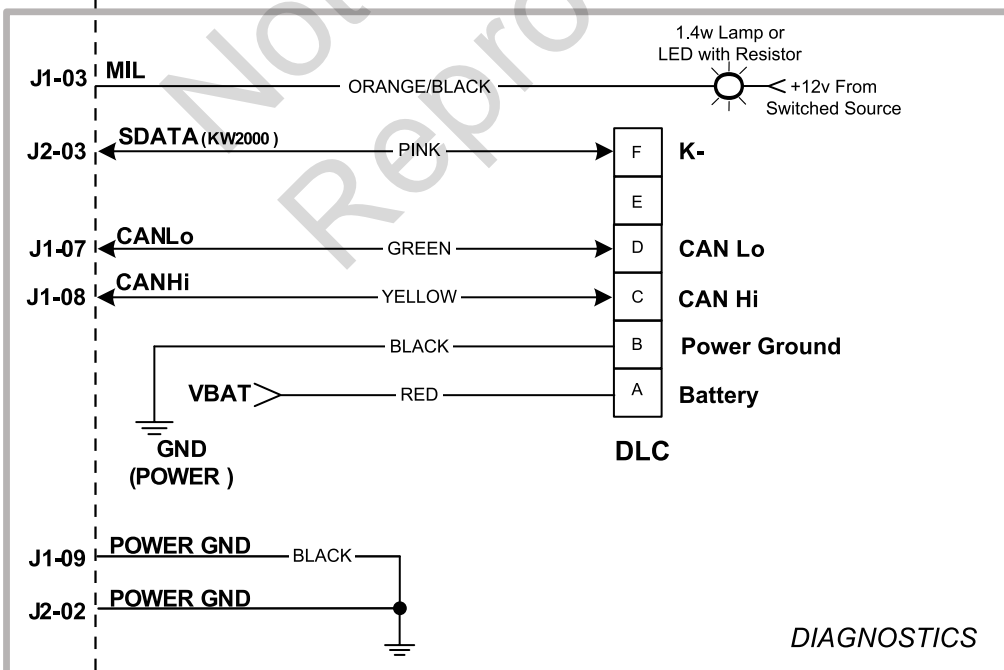 Not
Repro
1.4w Lamp or
LED with Resistor
J1-03 MIL ORANGE/BLACK +12v From
Switched Source
J2-03 SDATA (KW2000 ) PINK F K-
E
J1-07 CANLo GREEN D CAN Lo
J1-08 CANHi YELLOW C CAN Hi
BLACK B Power Ground
VBAT RED A Battery
GND
(POWER )
DLC
J1-09 POWER GND BLACK
J2-02 POWER GND
DIAGNOSTICS